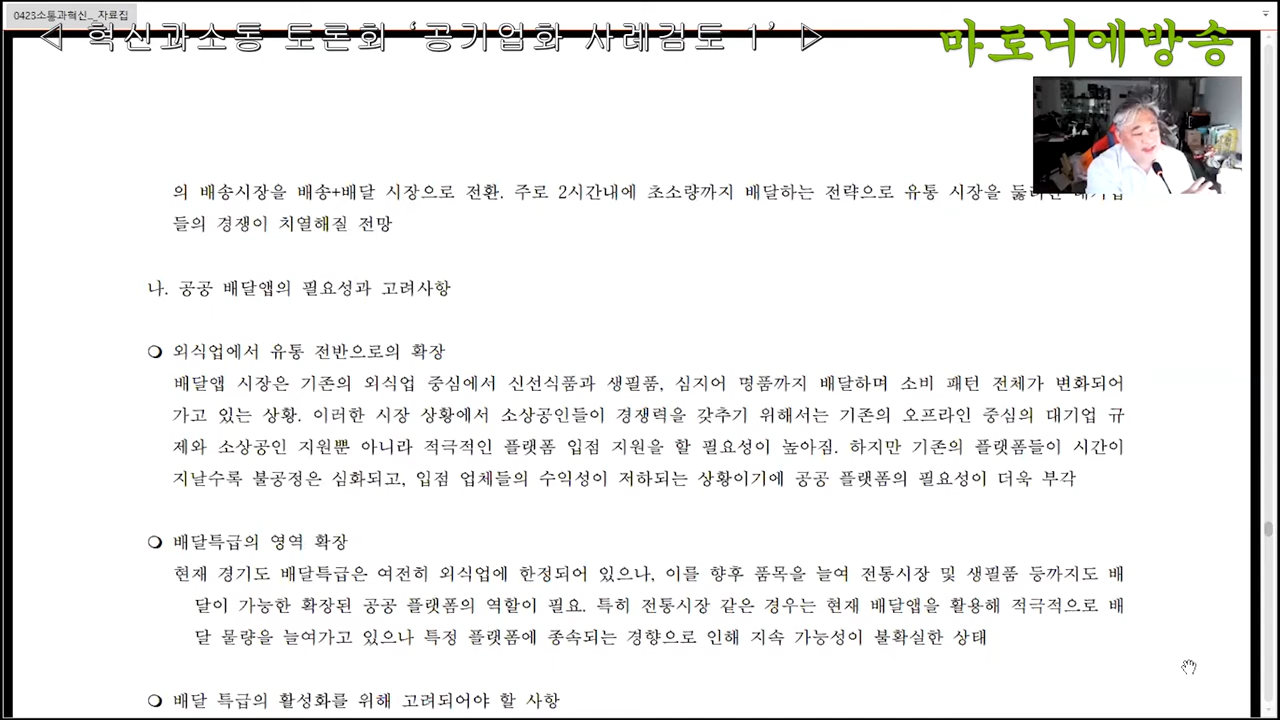 0423소통과혁신_자료집
◁ 혁신과소통 토론회 ‘공기업화 사례검토 1’ ▷
마로니에방송
의 배송시장을 배송+배달 시장으로 전환. 주로 2시간내에 초소량까지 배달하는 전략으로 유통 시장을
들의 경쟁이 치열해질 전망
나. 공공 배달앱의 필요성과 고려사항
❍ 외식업에서 유통 전반으로의 확장
배달앱 시장은 기존의 외식업 중심에서 신선식품과 생필품, 심지어 명품까지 배달하며 소비 패턴 전체가 변화되어
가고 있는 상황. 이러한 시장 상황에서 소상공인들이 경쟁력을 갖추기 위해서는 기존의 오프라인 중심의 대기업 규
제와 소상공인 지원뿐 아니라 적극적인 플랫폼 입점 지원을 할 필요성이 높아짐. 하지만 기존의 플랫폼들이 시간이
지날수록 불공정은 심화되고, 입점 업체들의 수익성이 저하되는 상황이기에 공공 플랫폼의 필요성이 더욱 부각
❍ 배달특급의 영역 확장
현재 경기도 배달특급은 여전히 외식업에 한정되어 있으나, 이를 향후 품목을 늘여 전통시장 및 생필품 등까지도 배
달이 가능한 확장된 공공 플랫폼의 역할이 필요. 특히 전통시장 같은 경우는 현재 배달앱을 활용해 적극적으로 배
달 물량을 늘여가고 있으나 특정 플랫폼에 종속되는 경향으로 인해 지속 가능성이 불확실한 상태
❍ 배달 특급의 활성화를 위해 고려되어야 할 사항